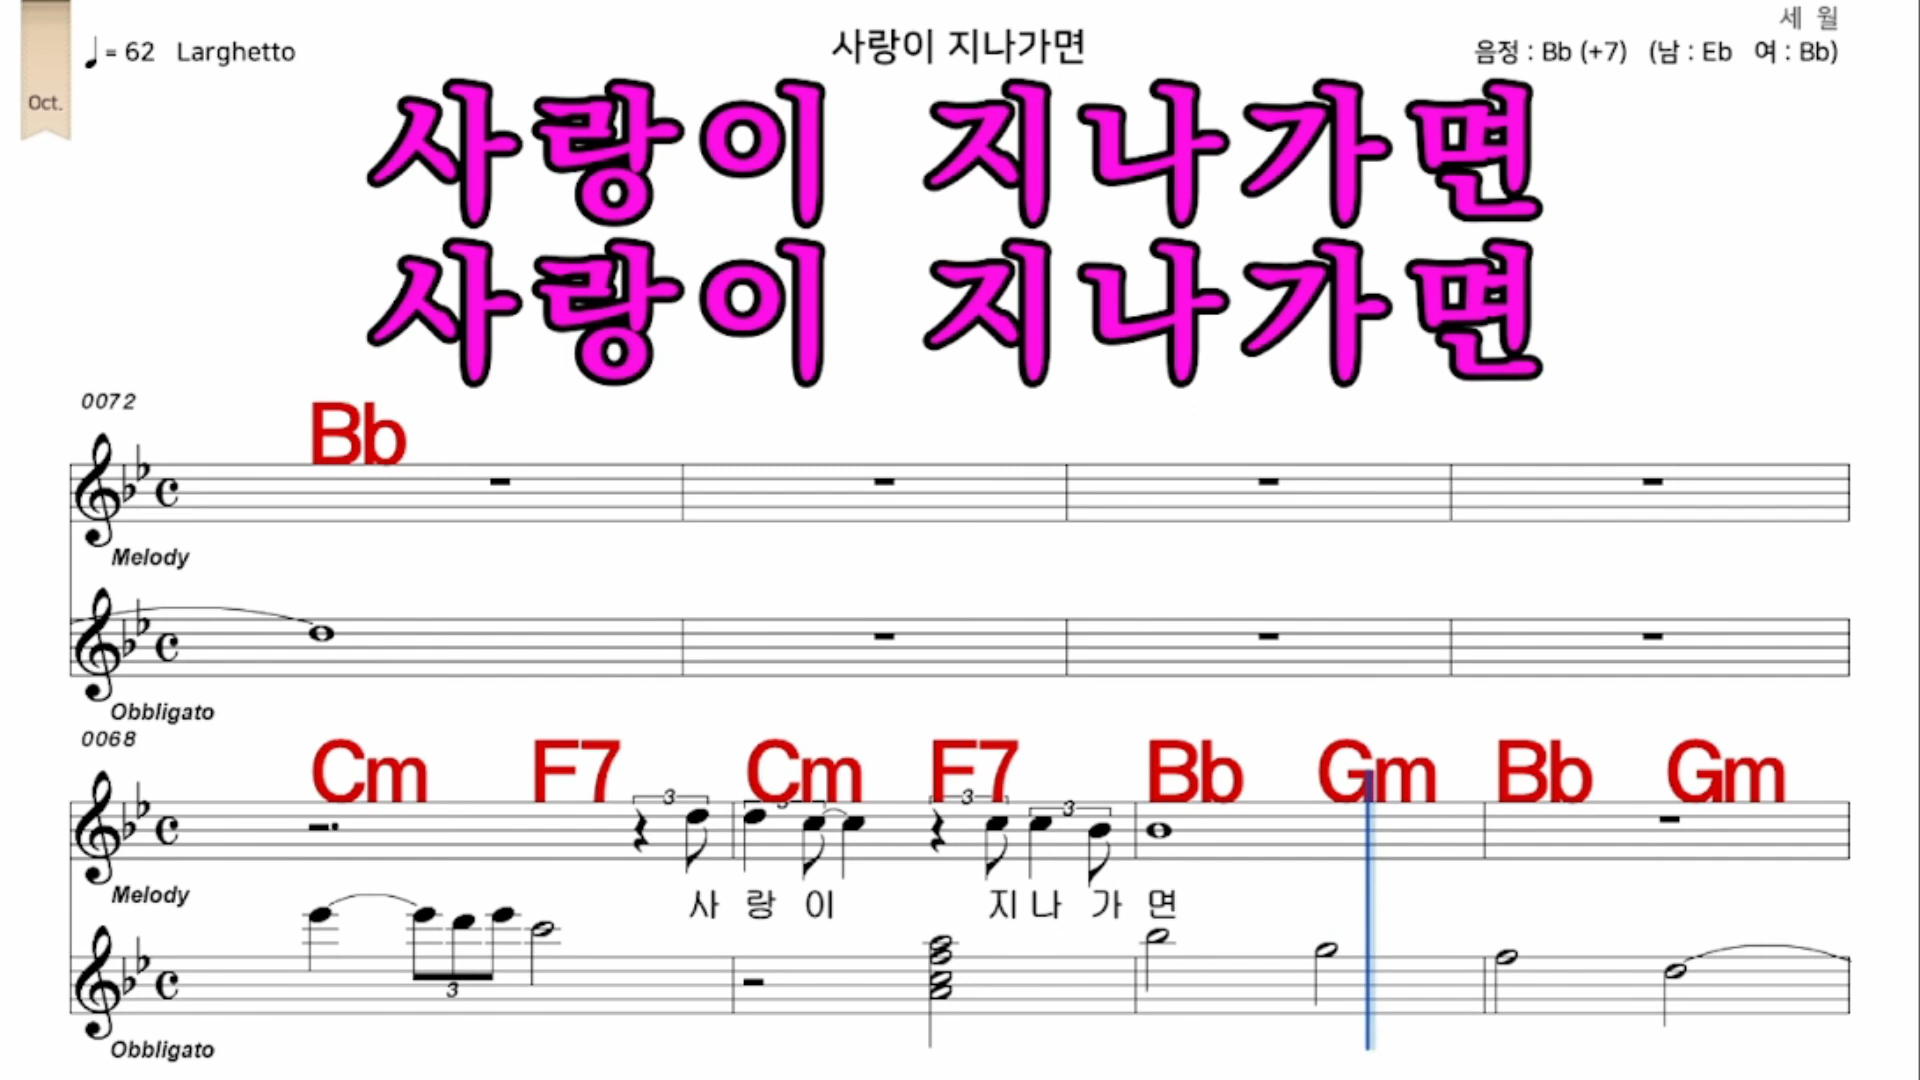 세 월
♩= 62 Larghetto
사랑이 지나가면
음정 : Bb (+7) (남 : Eb 여 : Bb)
Oct.
사랑이 지나가면
사랑이 지나가면
0072
Bb
Melody
Obbligato
0068
Cm F7 Cm F7 Bb Gm Bb Gm
3 3 3 3
Melody
사 랑 이 지 나 가 면
3
Obbligato